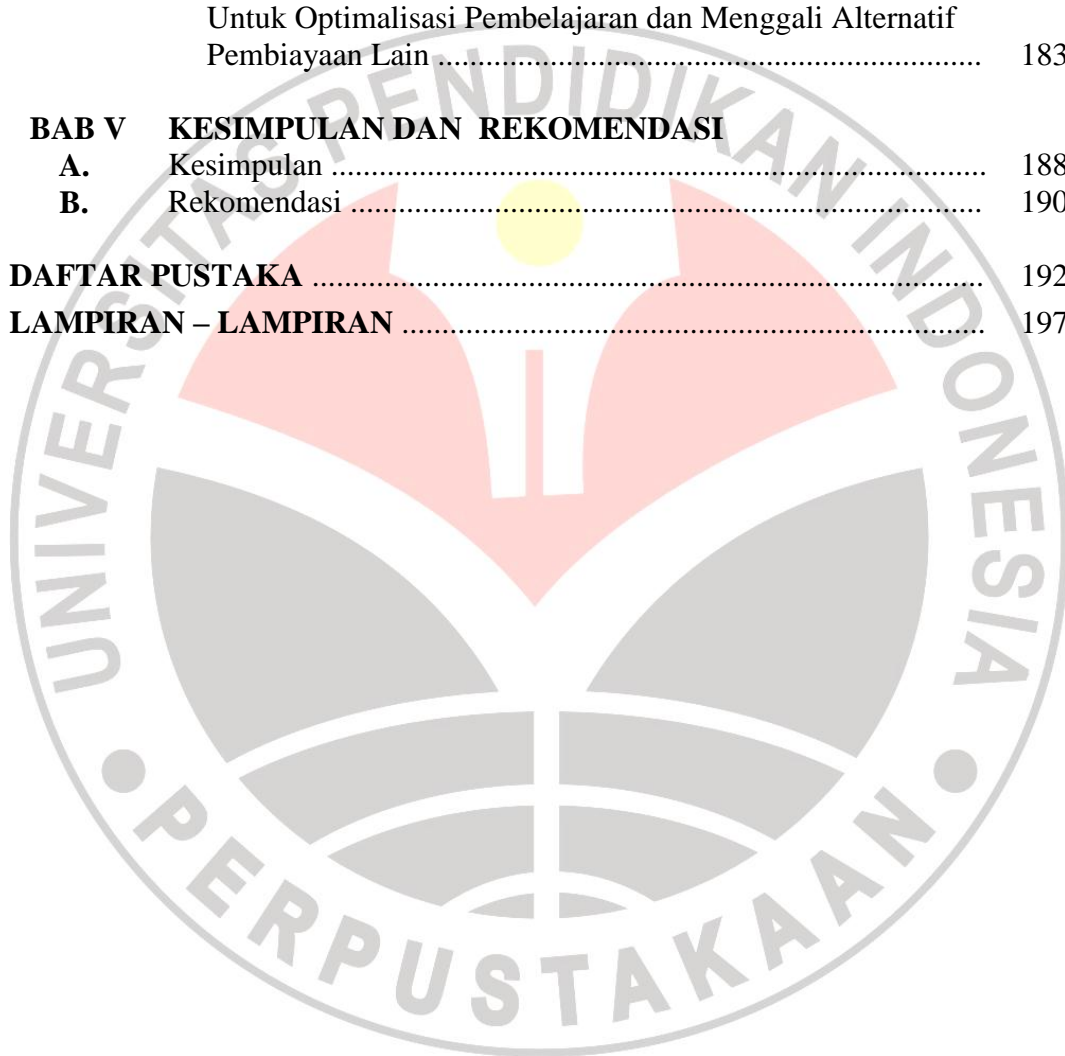 Untuk Optimalisasi Pembelajaran dan Menggali Alternatif
Pembiayaan Lain ................................................................. 183
BAB V KESIMPULAN DAN REKOMENDASI
A. Kesimpulan ............................................................................... 188
B. Rekomendasi ............................................................................ 190
DAFTAR PUSTAKA ................................................................................. 192
LAMPIRAN – LAMPIRAN ...................................................................... 197
UNIVERSITAS PENDIDIKAN INDONESIA
PERPUSTAKAAN